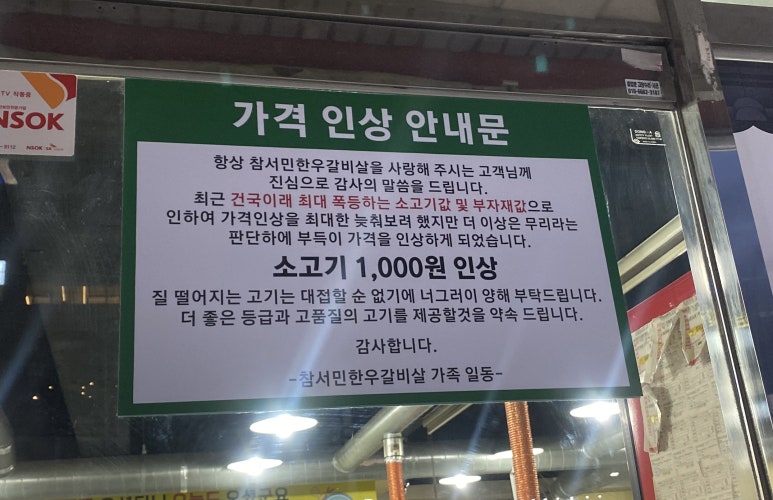 가격 인상 안내문
항상 참서민한우갈비살을 사랑해 주시는 고객님께
진심으로 감사의 말씀을 드립니다.
최근 건국이래 최대 폭등하는 소고기값 및 부자재값으로
인하여 가격인상을 최대한 늦춰보려 했지만 더 이상은 무리라는
판단하에 부득이 가격을 인상하게 되었습니다.
소고기 1,000원 인상
질 떨어지는 고기는 대접할 순 없기에 너그러이 양해 부탁드립니다.
더 좋은 등급과 고품질의 고기를 제공할것을 약속 드립니다.
감사합니다.
-참서민한우갈비살 가족 일동-
TV 작동중
NSOK
NSOK SK